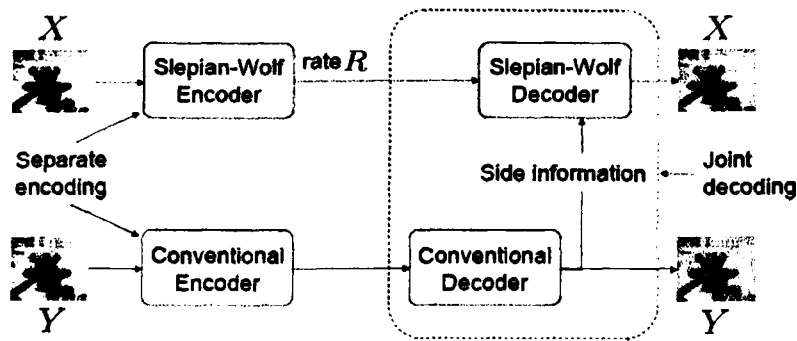 X
X
Slepian-Wolf
Encoder
rate R
Slepian-Wolf
Decoder
Separate
encoding
Side information
Joint
decoding
Conventional
Encoder
Conventional
Decoder
Y
Y